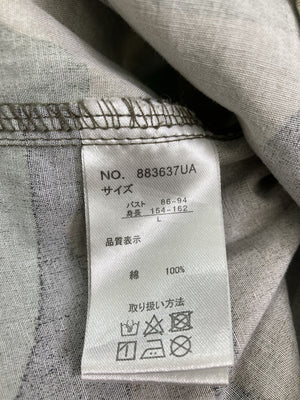 NO. 883637UA
サイズ
バスト 86-94
身長 154-162
L
品質表示
綿 100%
取り扱い方法